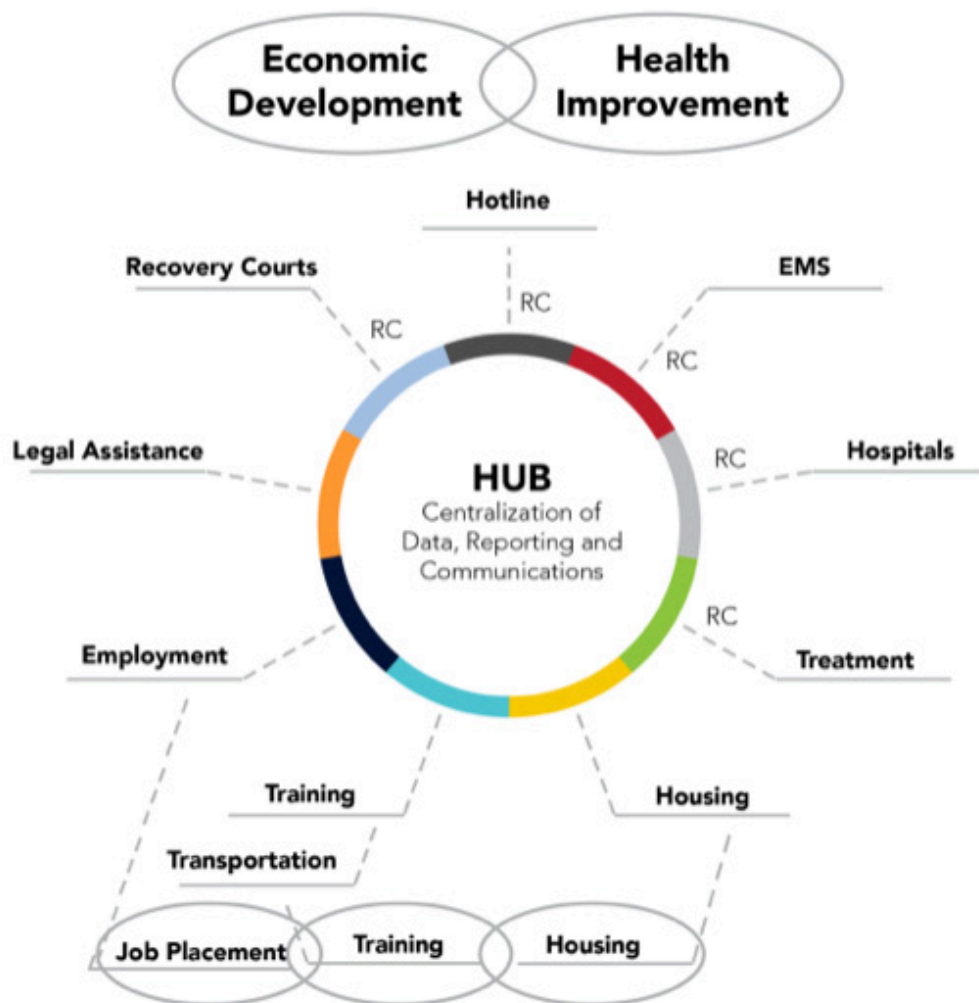 Economic
Development
Health
Improvement
Hotline
Recovery Courts
EMS
RC
RC
RC
Legal Assistance
RC
Hospitals
HUB
Centralization of
Data, Reporting and
Communications
RC
Employment
Treatment
Training
Housing
Transportation
Job Placement
Training
Housing